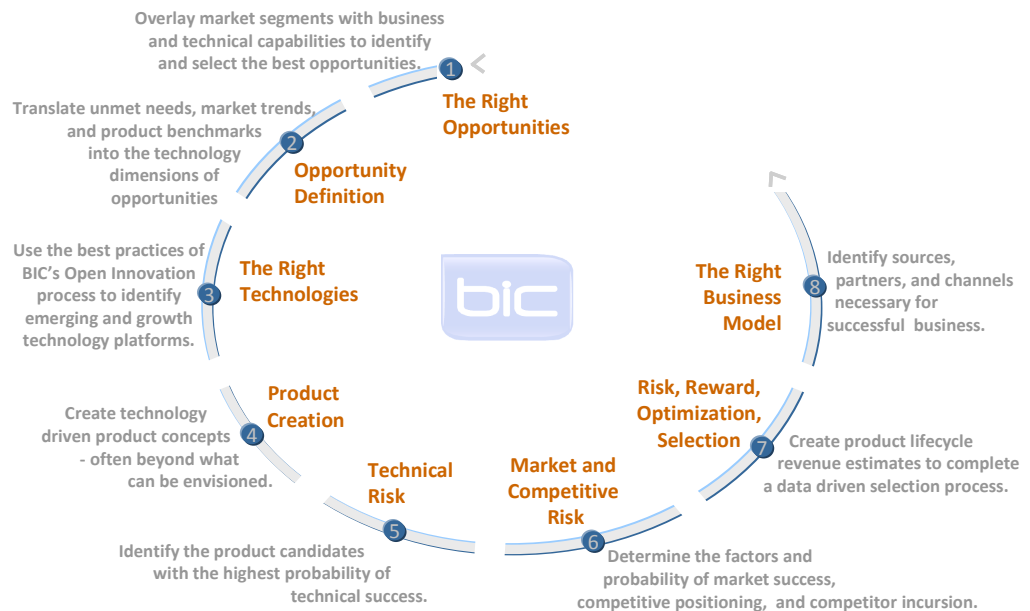 Overlay market segments with business
and technical capabilities to identify
and select the best opportunities.
1
The Right
Opportunities
Translate unmet needs, market trends,
and product benchmarks
into the technology
dimensions of
opportunities
2
Opportunity
Definition
Use the best practices of
BIC's Open Innovation
process to identify
emerging and growth
technology platforms.
3
The Right
Technologies
bic
Create technology
driven product concepts
- often beyond what
can be envisioned.
4
Product
Creation
Technical
Risk
5
Identify the product candidates
with the highest probability of
technical success.
Market and
Competitive
Risk
6
Determine the factors and
probability of market success,
competitive positioning, and competitor incursion.
Risk, Reward,
Optimization,
Selection
7
Create product lifecycle
revenue estimates to complete
a data driven selection process.
The Right
Business
Model
8
Identify sources,
partners, and channels
necessary for
successful business.